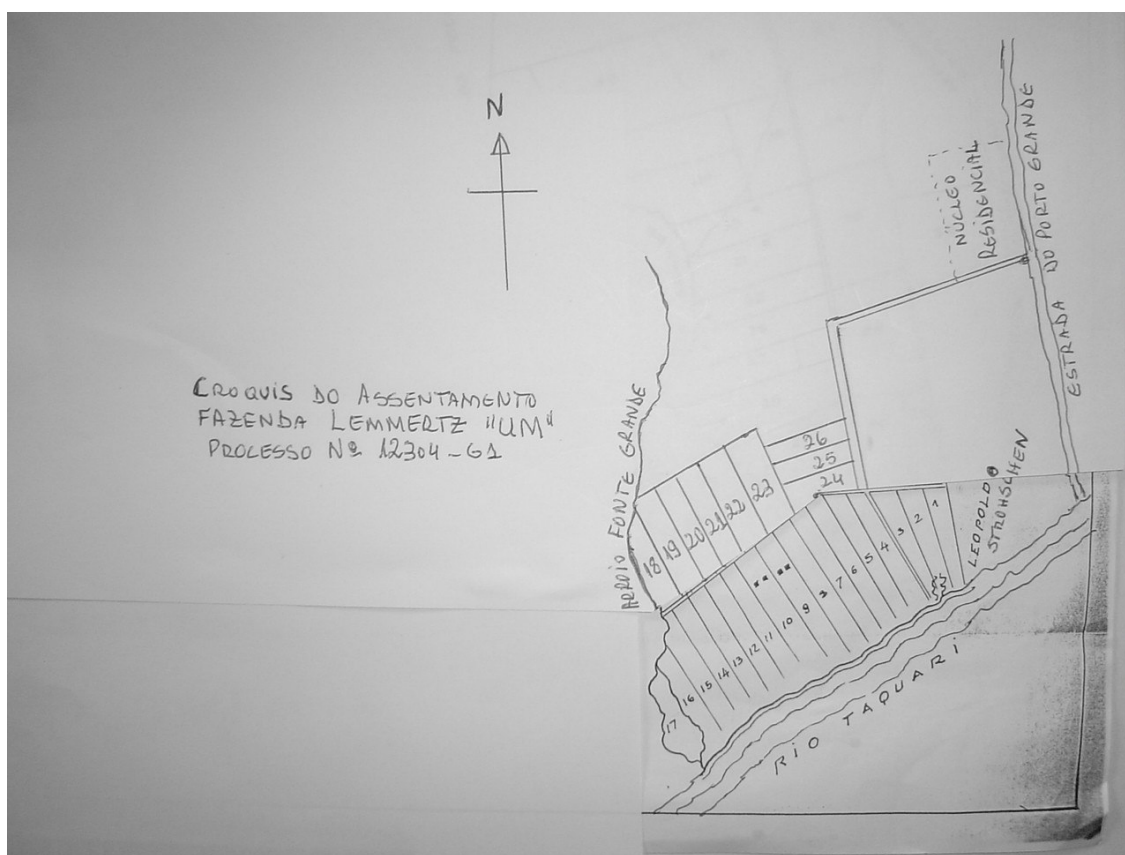 N
NÚCLEO
RESIDENCIAL
ESTRADA DO PORTO GRANDE
CROQUIS DO ASSENTAMENTO
FAZENDA LEMMERTZ "UM"
PROCESSO Nº 12304-61
ARROIO FONTE GRANDE
26
25
24
23
22
21
20
19
18
1
2
3
4
5
6
7
9
10
11
12
13
14
15
16
17
LEOPOLDO
STROHSCHEN
RIO TAQUARI